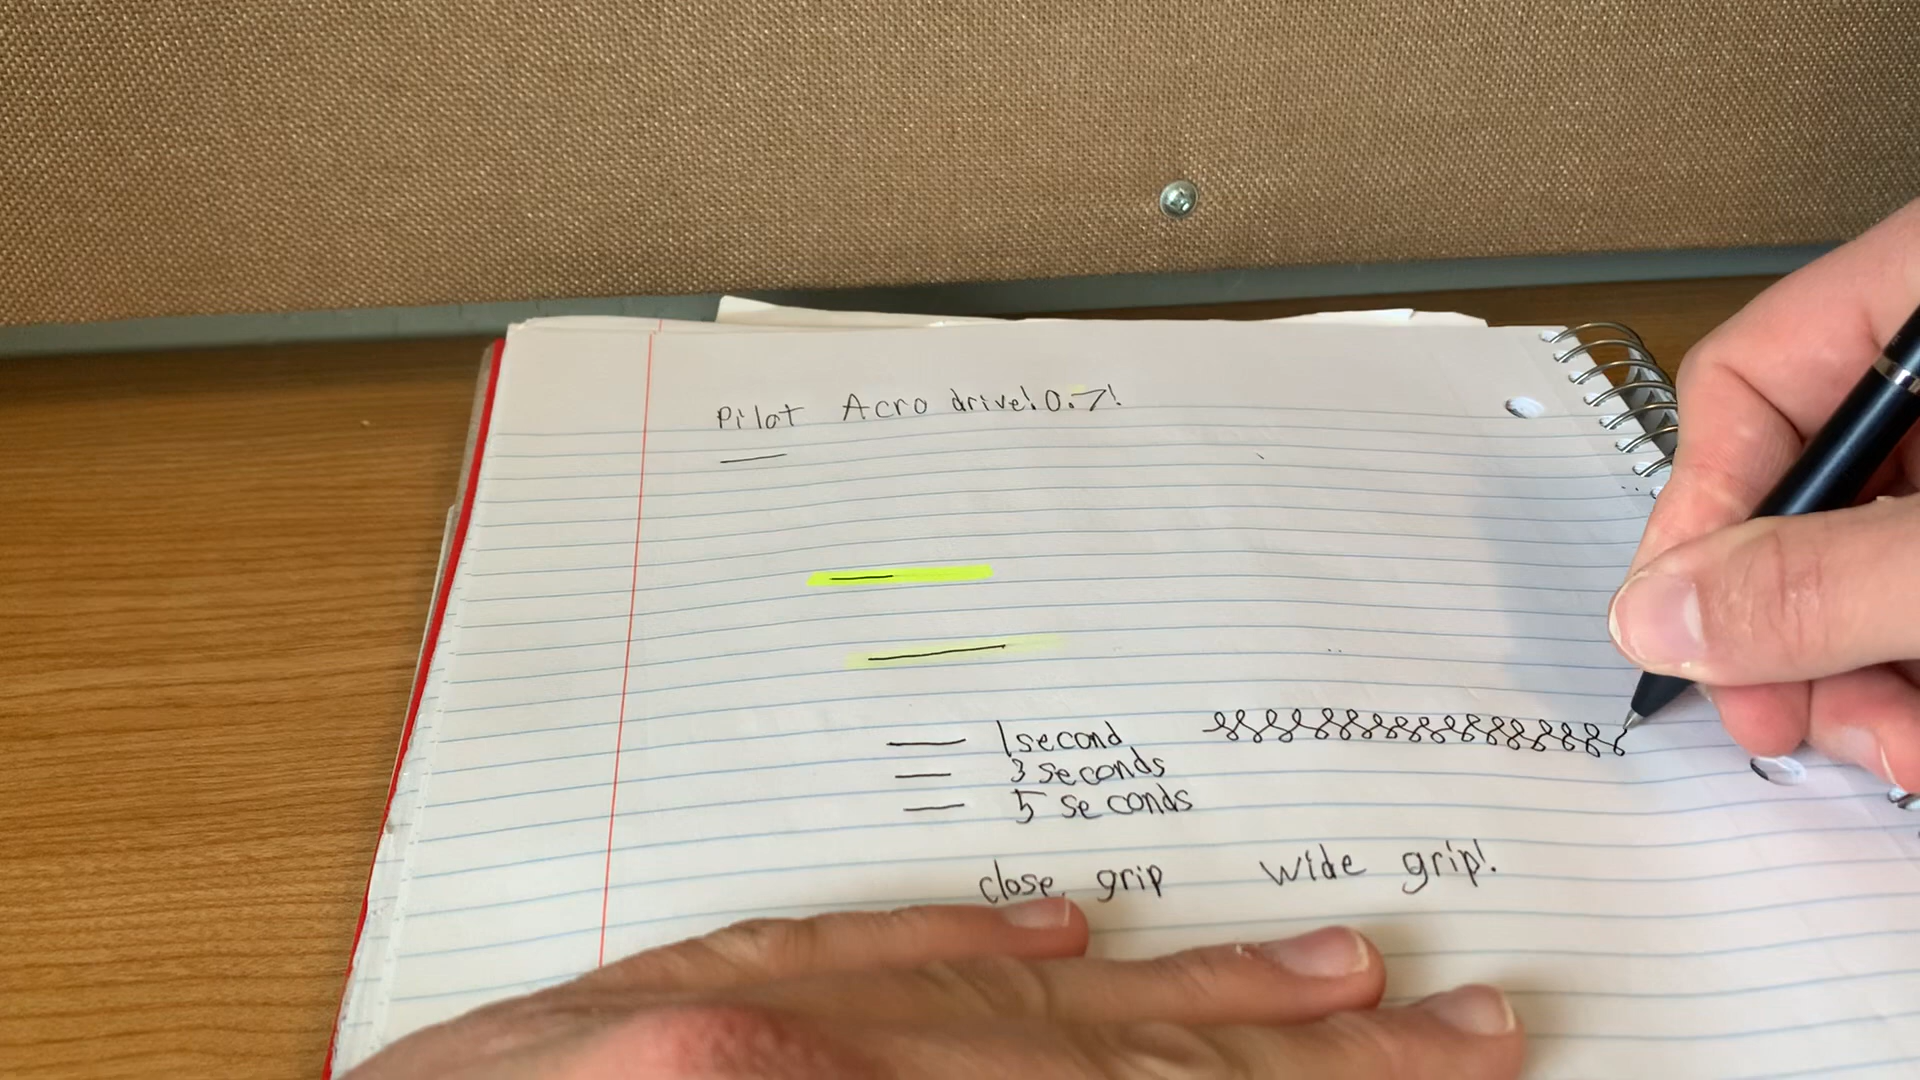 Pilot Acro drive! 0.7!
1 second
3 seconds
5 seconds
close grip wide grip!